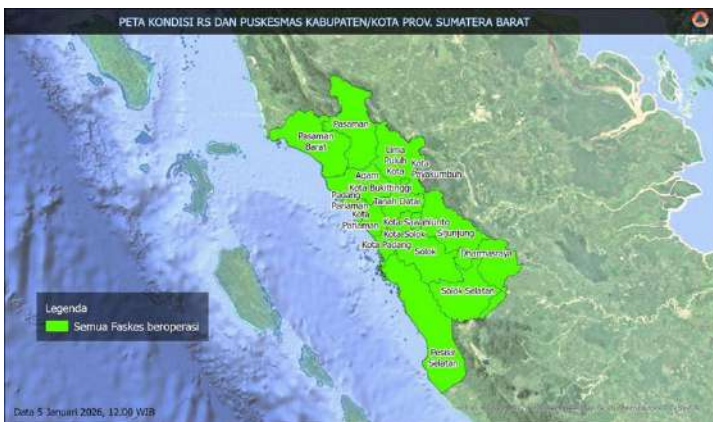 PETA KONDISI RS DAN PUSKESMAS KABUPATEN/KOTA PROV. SUMATERA BARAT
Pasaman
Pasaman
Barat
Lima
Puluh
Kota
Kota
Payakumbuh
Agam
Kota Bukittinggi
Padang
Pariaman
Tanah Datar
Kota
Pariaman
Kota Sawahlunto
Kota Solok
Sijunjung
Kota Padang
Solok
Dharmasraya
Solok Selatan
Pesisir
Selatan
Legenda
Semua Faskes beroperasi
Data 5 Januari 2026, 12.00 WIB